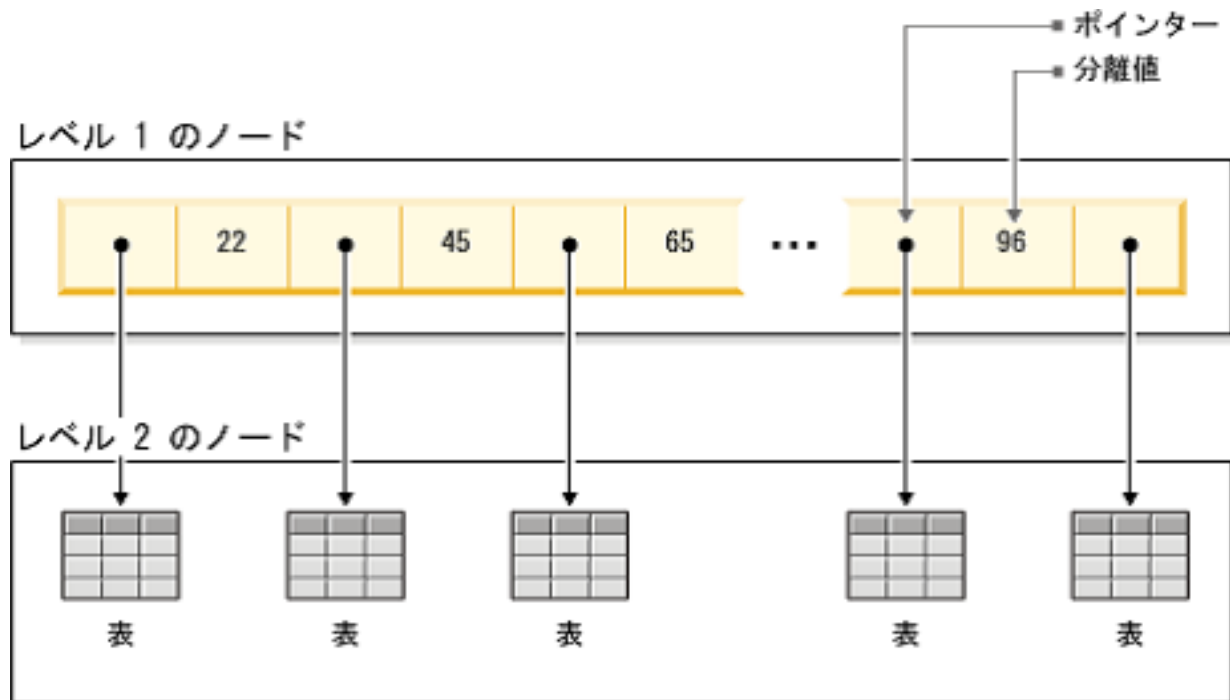 ポインター
分離値
レベル 1 のノード
22 45 65 ... 96
レベル 2 のノード
表 表 表 表 表